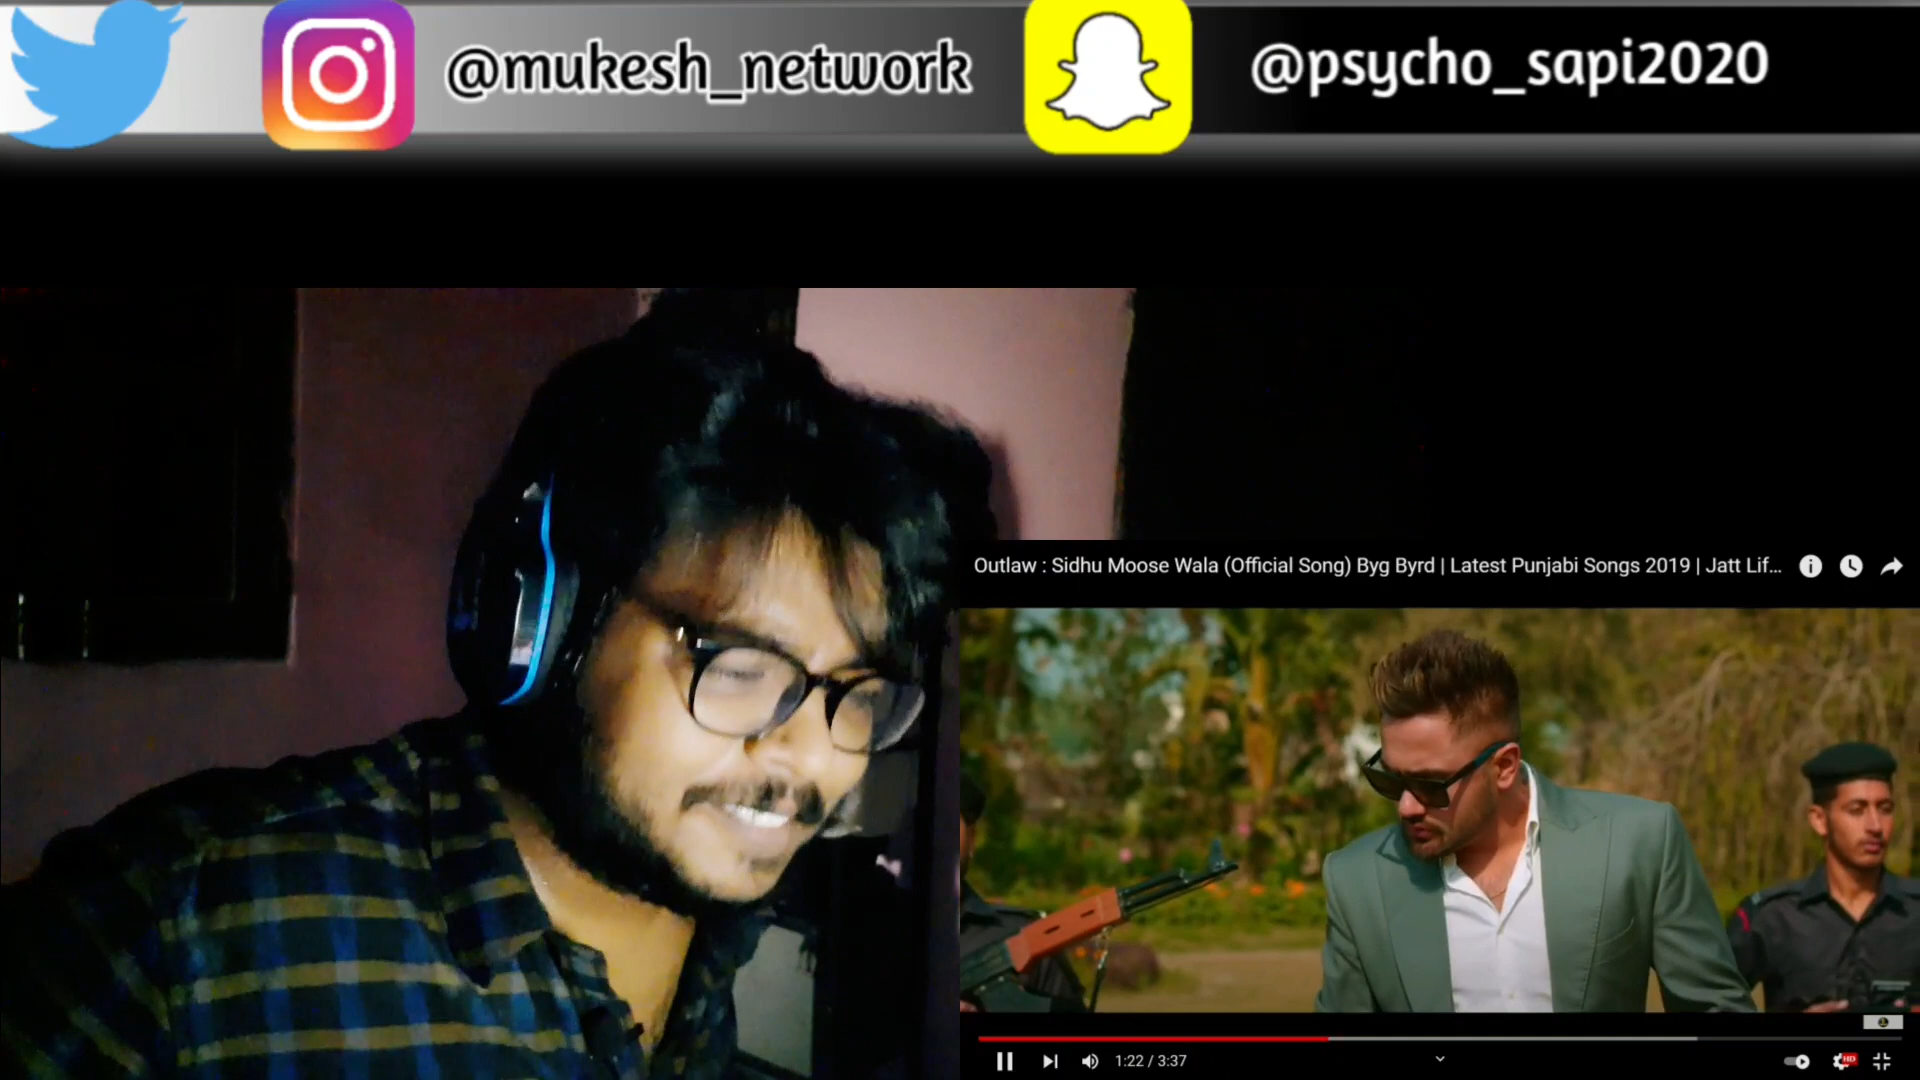 @mukesh_network
@psycho_sapi2020
Outlaw : Sidhu Moose Wala (Official Song) Byg Byrd | Latest Punjabi Songs 2019 | Jatt Lif...
1:22 / 3:37
HD